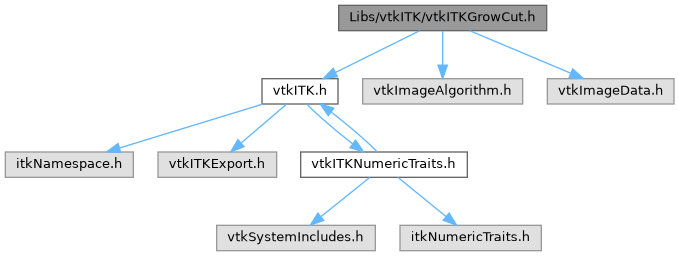 Libs/vtkITK/vtkITKGrowCut.h
vtkITK.h
vtkImageAlgorithm.h
vtkImageData.h
itkNamespace.h
vtkITKExport.h
vtkITKNumericTraits.h
vtkSystemIncludes.h
itkNumericTraits.h